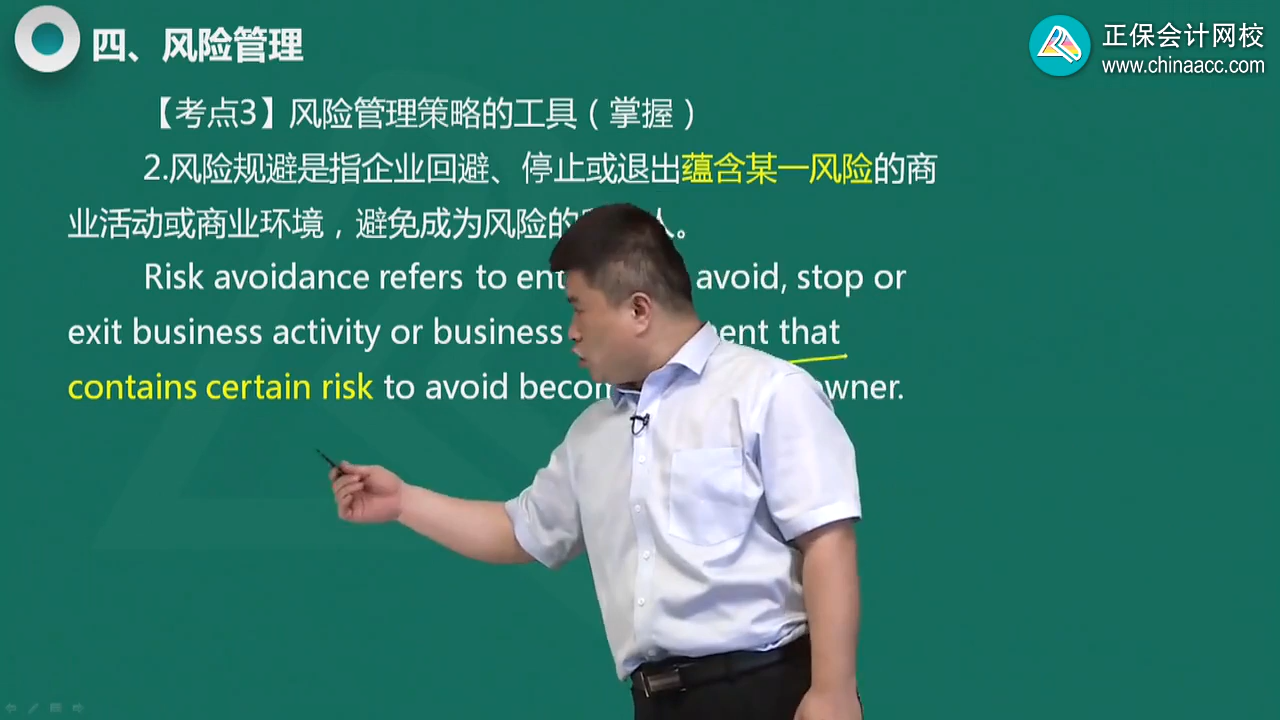 四、风险管理
正保会计网校
www.chinaacc.com
【考点3】风险管理策略的工具（掌握）
2.风险规避是指企业回避、停止或退出蕴含某一风险的商
业活动或商业环境，避免成为风险的 人。
Risk avoidance refers to avoid, stop or
exit business activity or business that
contains certain risk to avoid